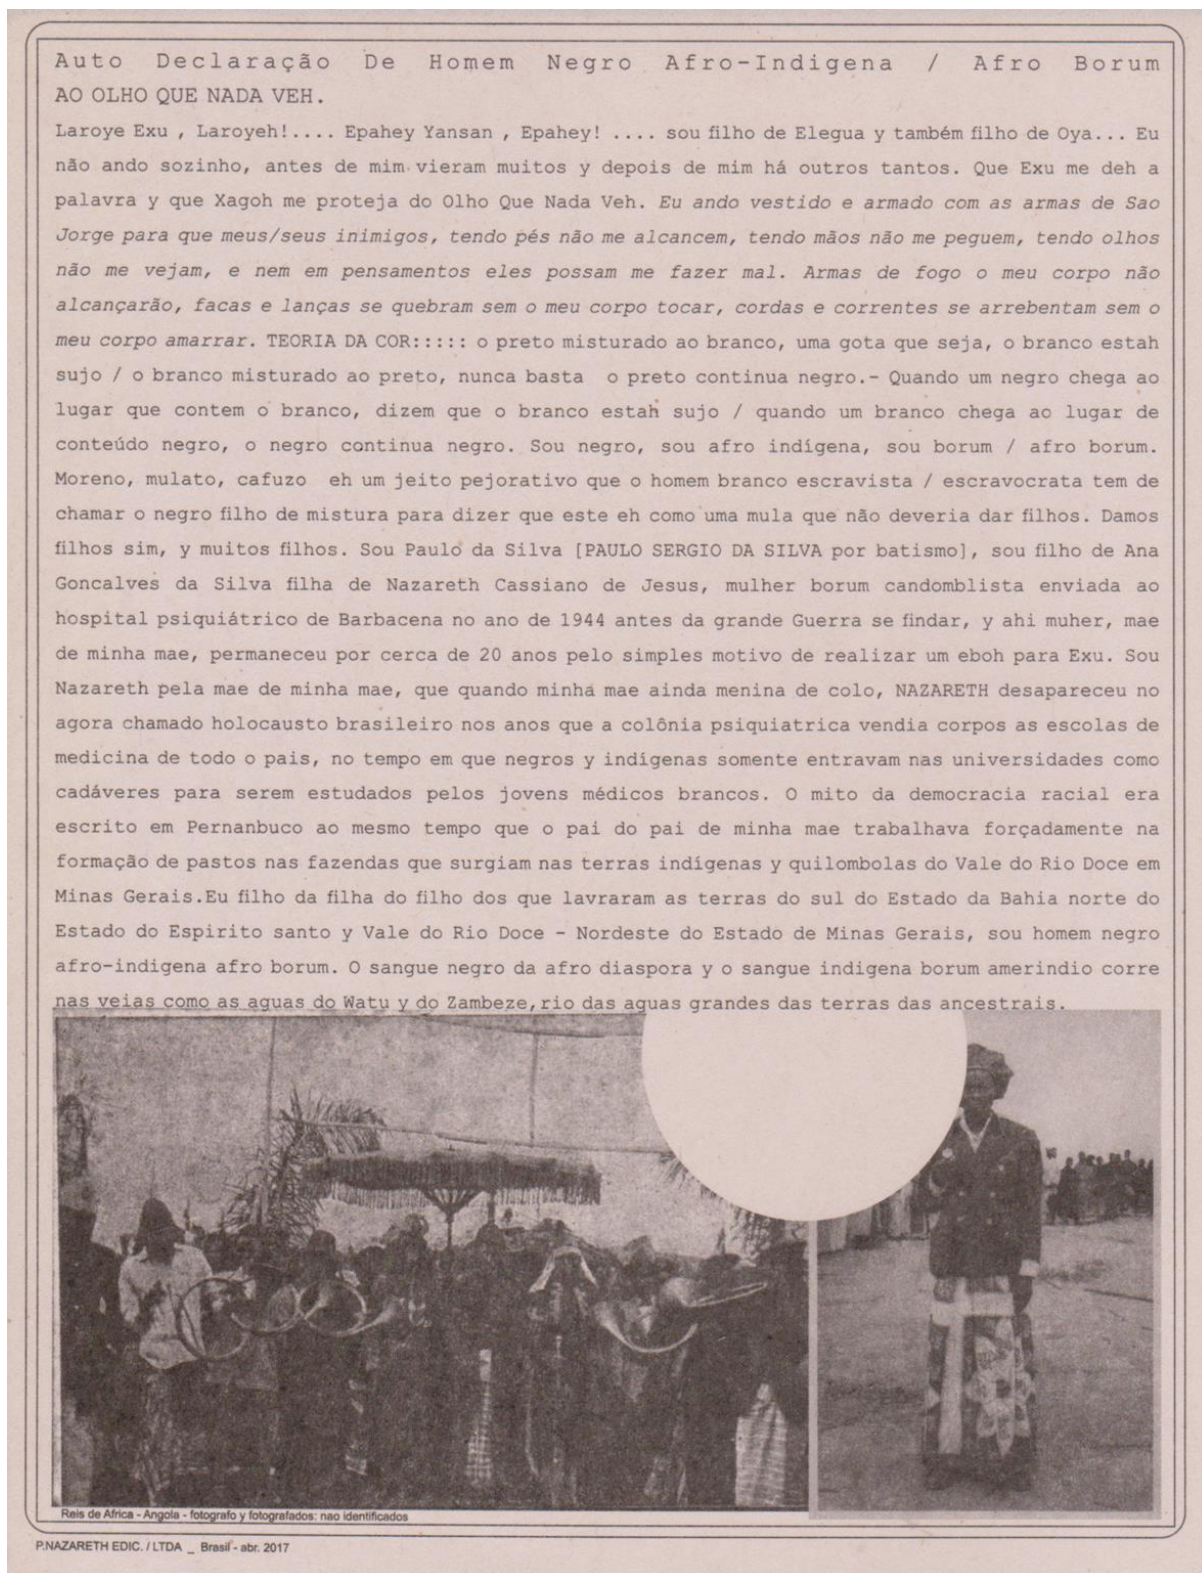 Auto Declaração De Homem Negro Afro-Indigena / Afro Borum
AO OLHO QUE NADA VEH.
Laroye Exu , Laroyeh!.... Epahey Yansan , Epahey! .... sou filho de Elegua y também filho de Oya... Eu
não ando sozinho, antes de mim vieram muitos y depois de mim há outros tantos. Que Exu me deh a
palavra y que Xagoh me proteja do Olho Que Nada Veh. Eu ando vestido e armado com as armas de Sao
Jorge para que meus/seus inimigos, tendo pés não me alcancem, tendo mãos não me peguem, tendo olhos
não me vejam, e nem em pensamentos eles possam me fazer mal. Armas de fogo o meu corpo não
alcançarão, facas e lanças se quebram sem o meu corpo tocar, cordas e correntes se arrebentam sem o
meu corpo amarrar. TEORIA DA COR::::: o preto misturado ao branco, uma gota que seja, o branco estah
sujo / o branco misturado ao preto, nunca basta o preto continua negro.- Quando um negro chega ao
lugar que contem o branco, dizem que o branco estah sujo / quando um branco chega ao lugar de
conteúdo negro, o negro continua negro. Sou negro, sou afro indígena, sou borum / afro borum.
Moreno, mulato, cafuzo eh um jeito pejorativo que o homem branco escravista / escravocrata tem de
chamar o negro filho de mistura para dizer que este eh como uma mula que não deveria dar filhos. Damos
filhos sim, y muitos filhos. Sou Paulo da Silva [PAULO SERGIO DA SILVA por batismo], sou filho de Ana
Goncalves da Silva filha de Nazareth Cassiano de Jesus, mulher borum candomblista enviada ao
hospital psiquiátrico de Barbacena no ano de 1944 antes da grande Guerra se findar, y ahi muher, mae
de minha mae, permaneceu por cerca de 20 anos pelo simples motivo de realizar um eboh para Exu. Sou
Nazareth pela mae de minha mae, que quando minha mae ainda menina de colo, NAZARETH desapareceu no
agora chamado holocausto brasileiro nos anos que a colônia psiquiatrica vendia corpos as escolas de
medicina de todo o pais, no tempo em que negros y indígenas somente entravam nas universidades como
cadáveres para serem estudados pelos jovens médicos brancos. O mito da democracia racial era
escrito em Pernanbuco ao mesmo tempo que o pai do pai de minha mae trabalhava forçadamente na
formação de pastos nas fazendas que surgiam nas terras indígenas y quilombolas do Vale do Rio Doce em
Minas Gerais.Eu filho da filha do filho dos que lavraram as terras do sul do Estado da Bahia norte do
Estado do Espirito santo y Vale do Rio Doce – Nordeste do Estado de Minas Gerais, sou homem negro
afro-indigena afro borum. O sangue negro da afro diaspora y o sangue indigena borum amerindio corre
nas veias como as aguas do Watu y do Zambeze,rio das aguas grandes das terras das ancestrais.
Reis de Africa - Angola - fotografo y fotografados: nao identificados
P.NAZARETH EDIC. / LTDA _ Brasil - abr. 2017